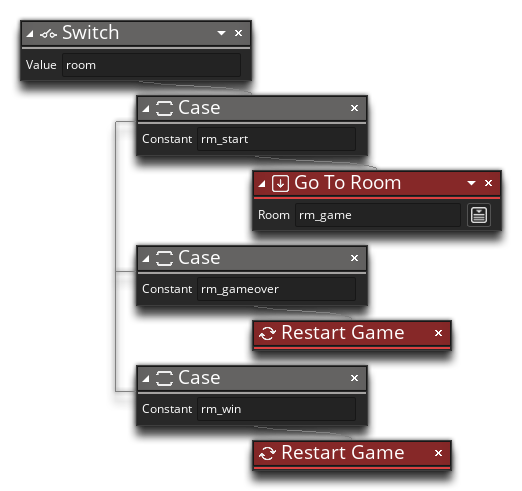 Switch
Value room
Case
Constant rm_start
Go To Room
Room rm_game
Case
Constant rm_gameover
Restart Game
Case
Constant rm_win
Restart Game